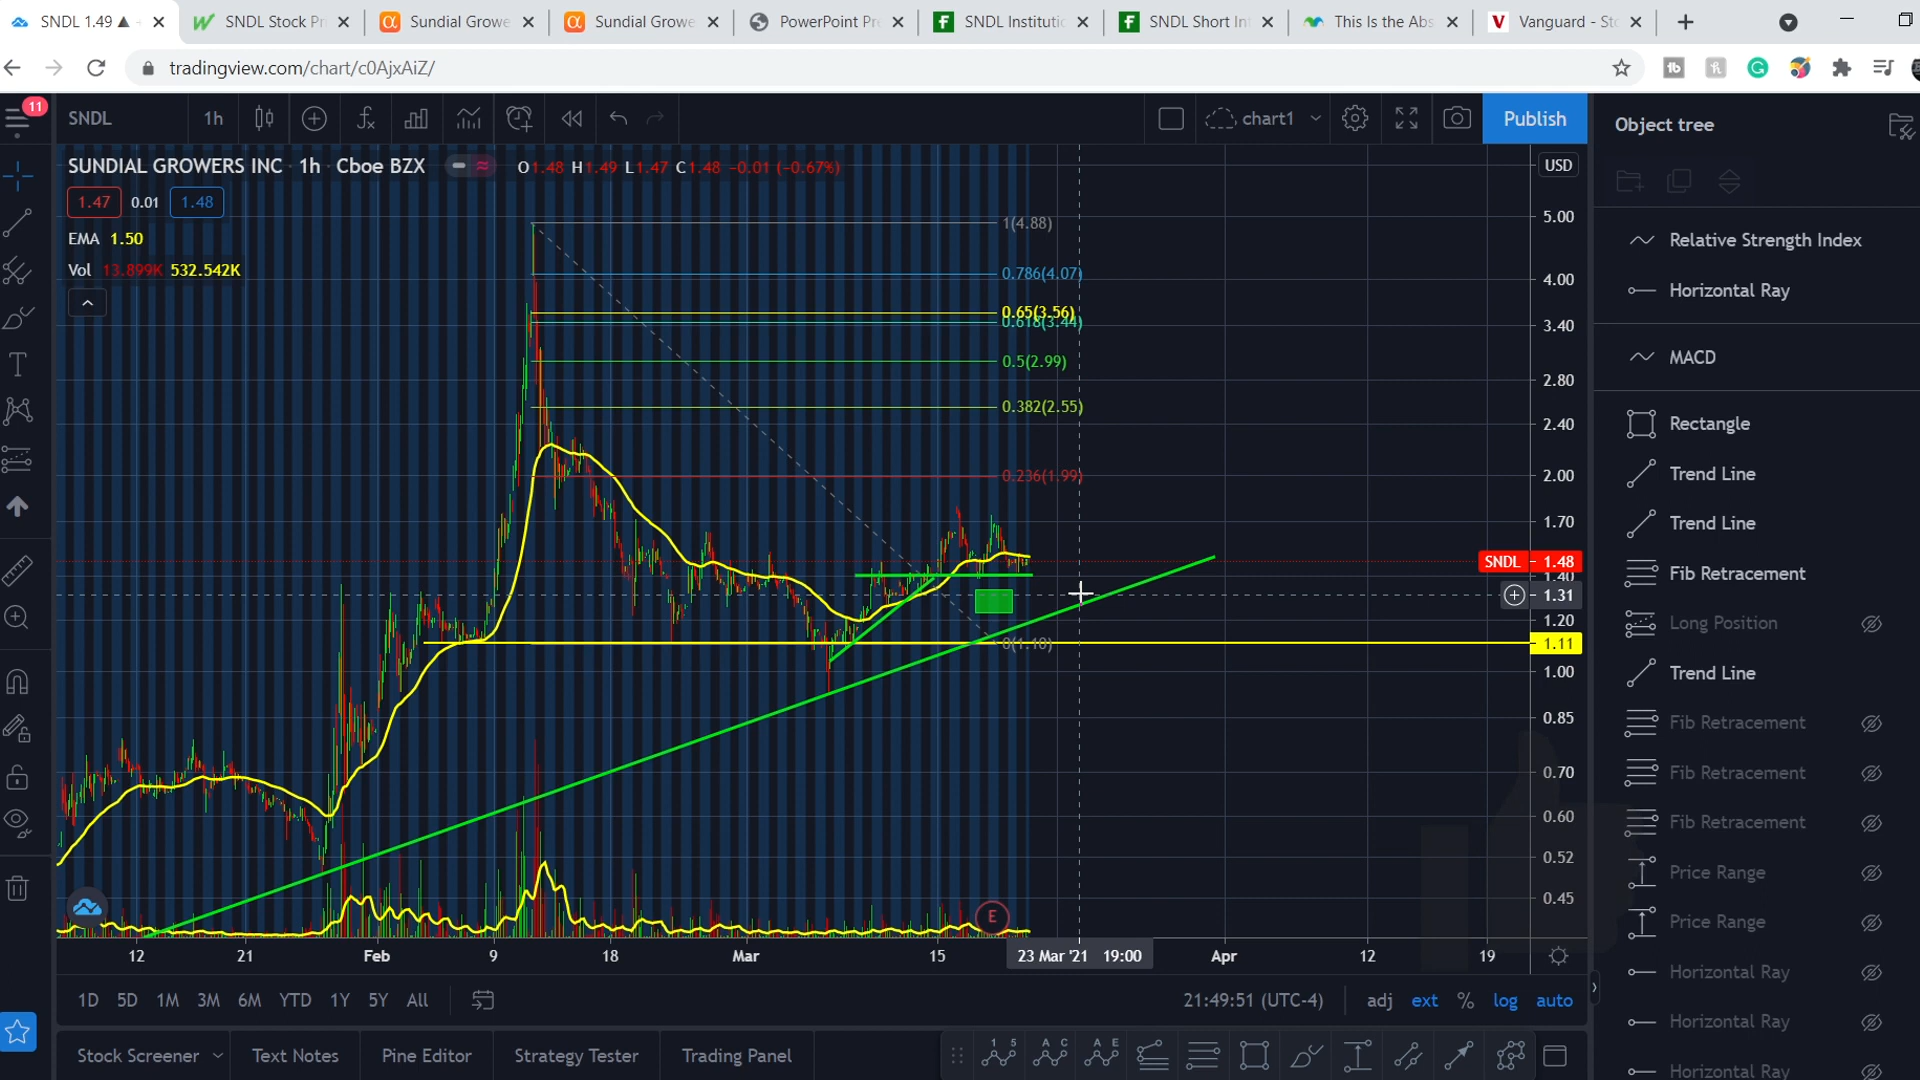 SNDL 1.49 ▲
SNDL Stock Pr
Sundial Growe
Sundial Growe
PowerPoint Pre
SNDL Institutio
SNDL Short Int
This Is the Abs
Vanguard - Sto
tradingview.com/chart/c0AjxAiZ/
11
SNDL
1h
chart1
Publish
Object tree
SUNDIAL GROWERS INC · 1h · Cboe BZX
O1.48 H1.49 L1.47 C1.48 -0.01 (-0.67%)
USD
1.47
0.01
1.48
EMA 1.50
Vol 13.899K 532.542K
1(4.88)
0.786(4.07)
0.65(3.56)
0.618(3.44)
0.5(2.99)
0.382(2.55)
0.236(1.99)
0(1.10)
5.00
4.00
3.40
2.80
2.40
2.00
1.70
SNDL 1.48
1.40
1.31
1.20
1.11
1.00
0.85
0.70
0.60
0.52
0.45
E
12
21
Feb
9
18
Mar
15
23 Mar '21 19:00
Apr
12
19
Relative Strength Index
Horizontal Ray
MACD
Rectangle
Trend Line
Trend Line
Fib Retracement
Long Position
Trend Line
Fib Retracement
Fib Retracement
Fib Retracement
Price Range
Price Range
Horizontal Ray
Horizontal Ray
Horizontal Ray
1D 5D 1M 3M 6M YTD 1Y 5Y All
21:49:51 (UTC-4)
adj ext % log auto
Stock Screener
Text Notes
Pine Editor
Strategy Tester
Trading Panel